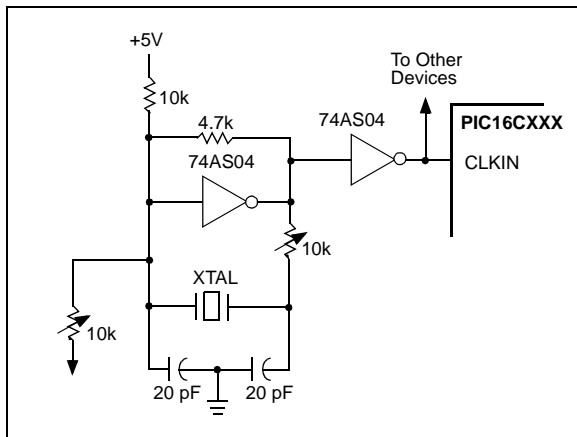 +5V
10k
4.7k
74AS04
74AS04
To Other
Devices
PIC16CXXX
CLKIN
10k
XTAL
10k
20 pF
20 pF